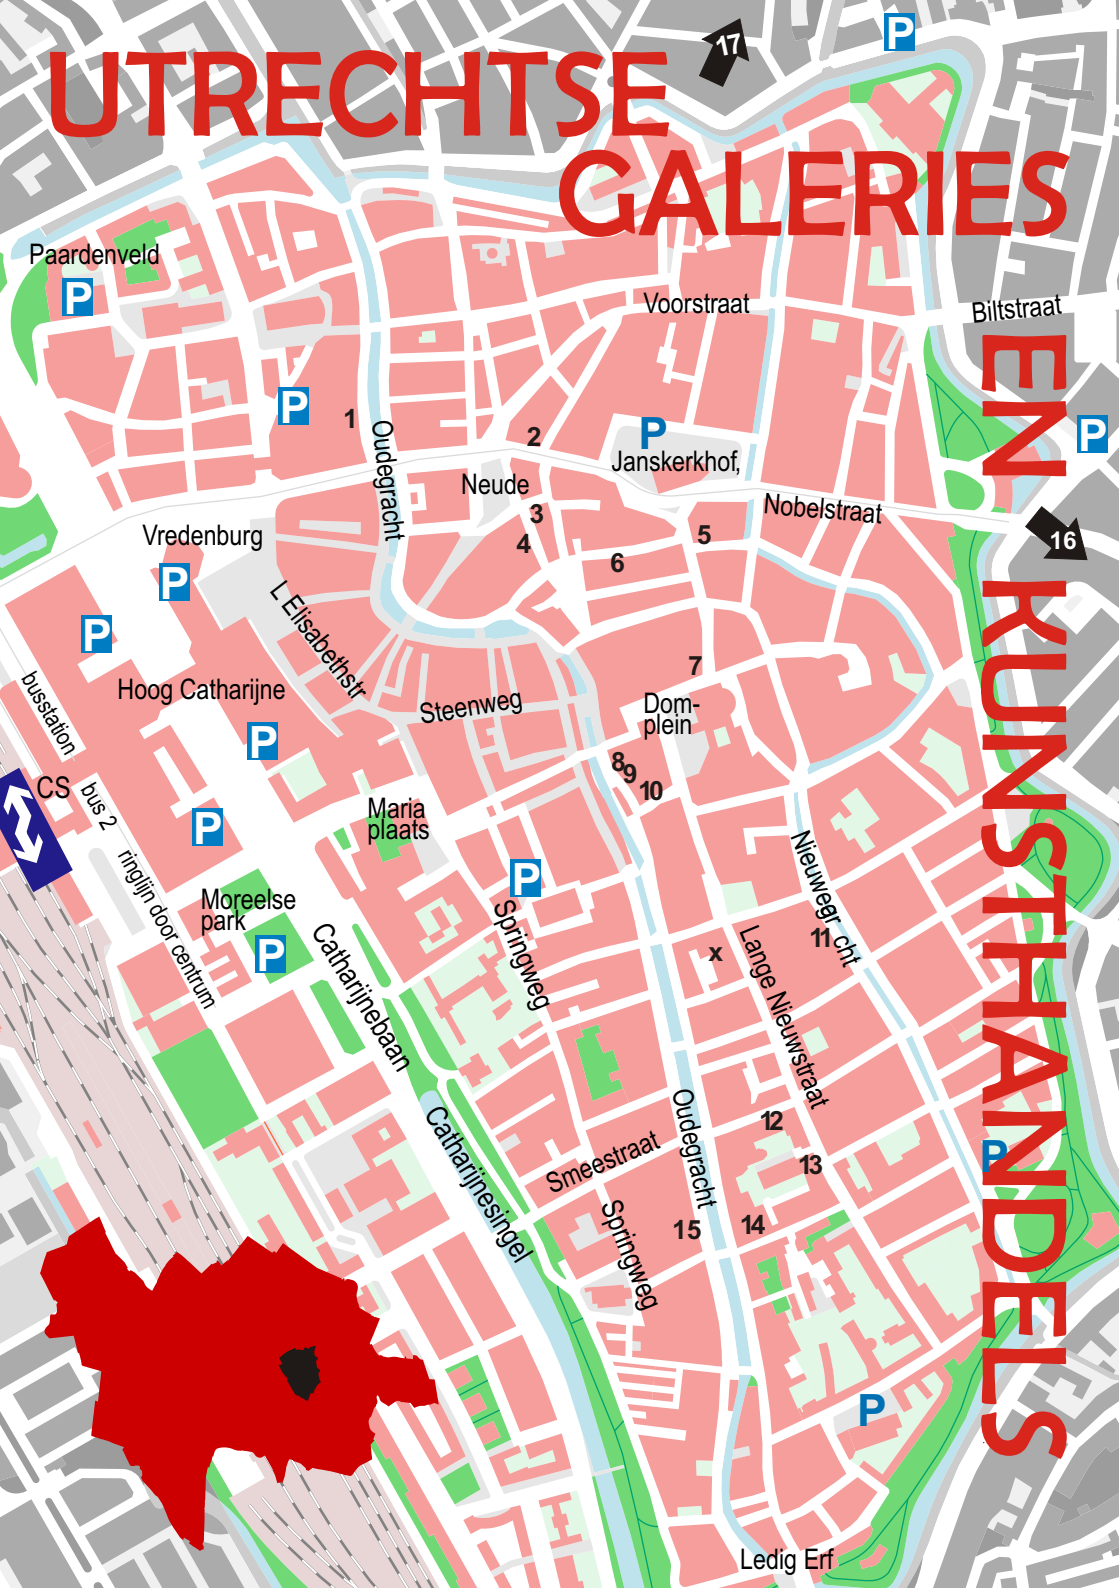 UTRECHTSE
GALERIES
EN KUNSTHANDELS
17
P
Paardenveld
P
Voorstraat
Biltstraat
P
1
Oudegracht
2
P
Janskerkhof,
P
Neude
Nobelstraat
3
4
5
6
16
Vredenburg
P
L Elisabethstr
P
7
busstation
Hoog Catharijne
Steenweg
Dom-
plein
P
8
9
10
CS
bus 2
Maria
plaats
P
ringlijn door centrum
P
Nieuwegr cht
Moreelse
park
P
Springweg
Catharijnebaan
x
Lange Nieuwstraat
11
Catharijnesingel
Smeestraat
Oudegracht
12
13
P
Springweg
15
14
P
Ledig Erf